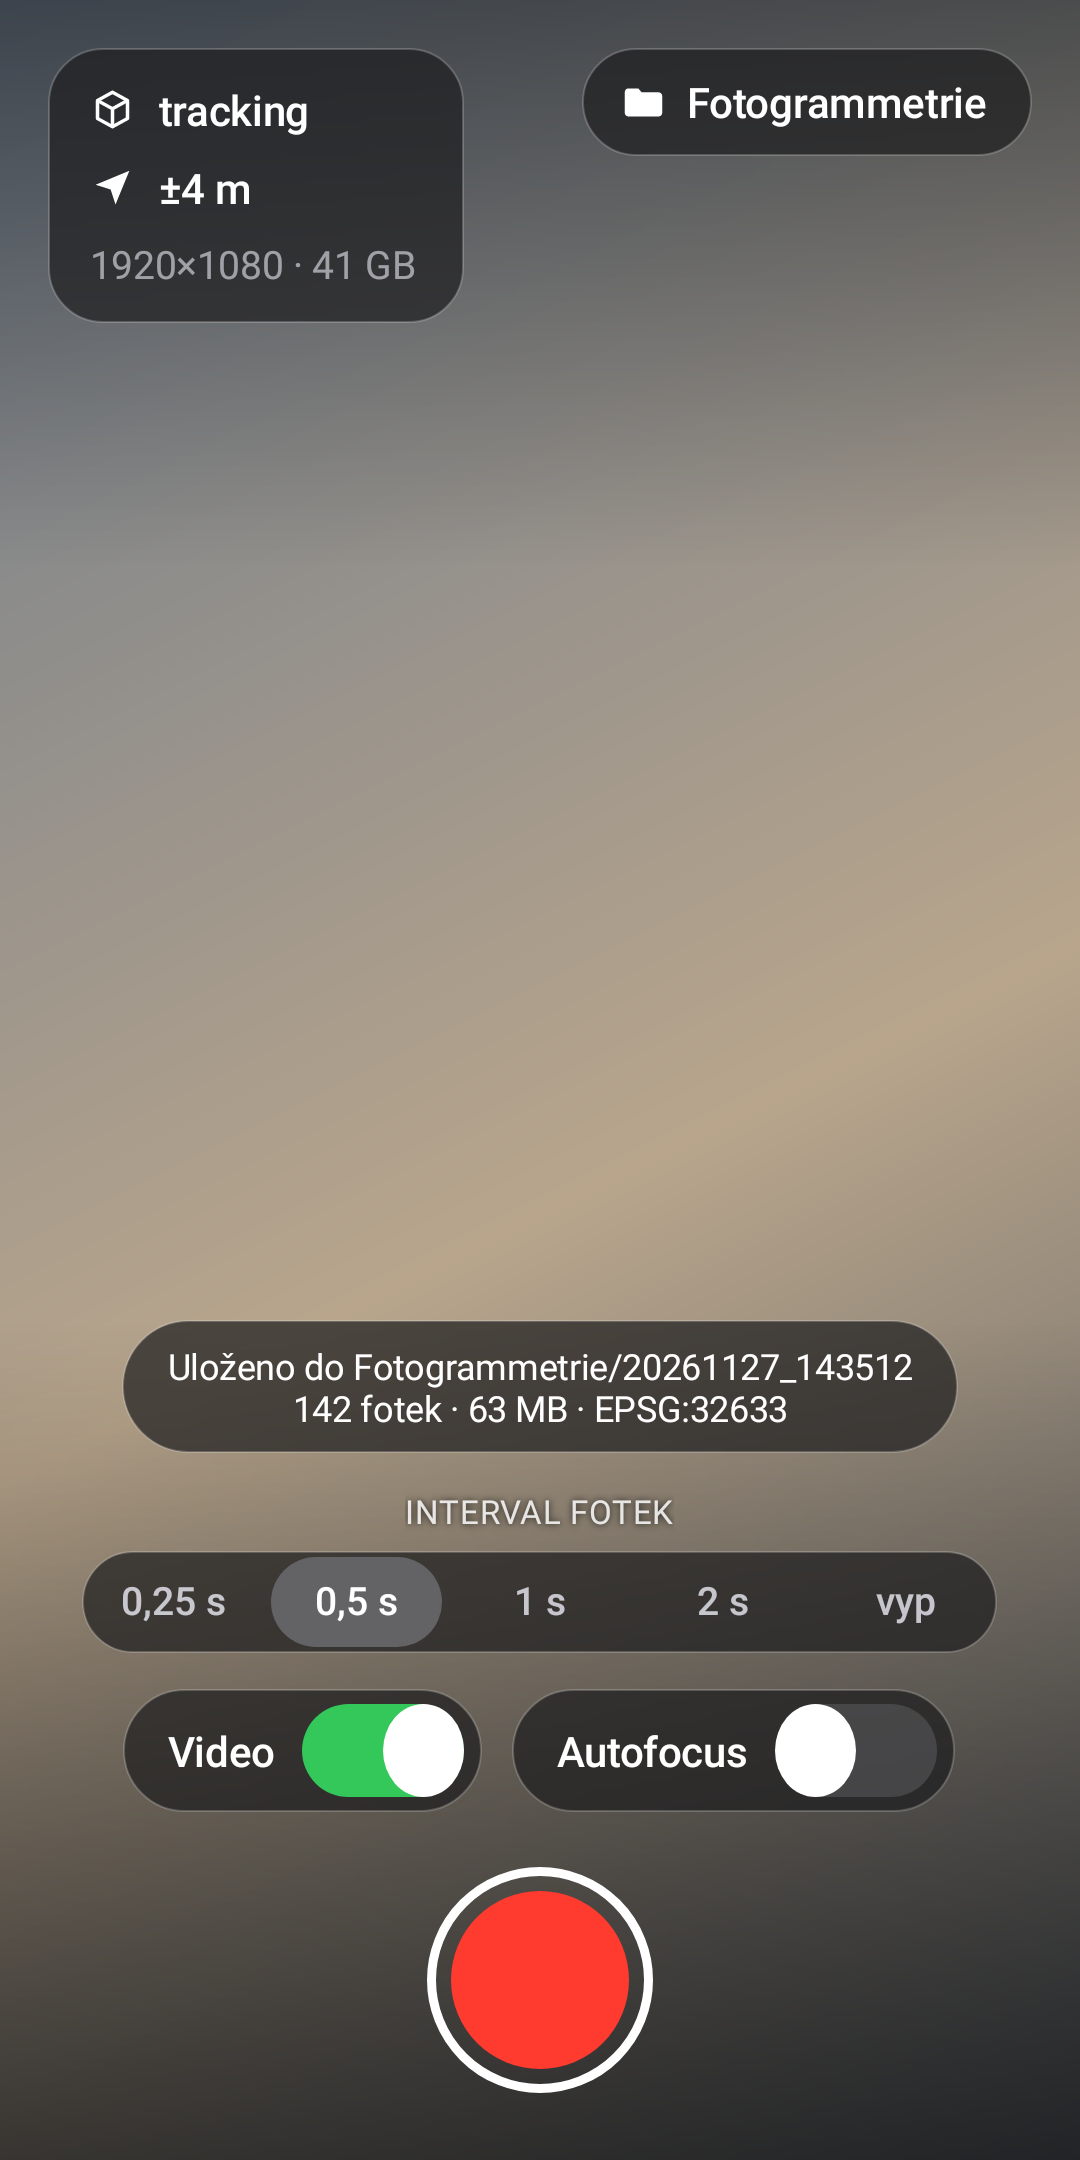 tracking
±4 m
1920×1080 · 41 GB
Fotogrammetrie
Uloženo do Fotogrammetrie/20261127_143512
142 fotek · 63 MB · EPSG:32633
INTERVAL FOTEK
0,25 s 0,5 s 1 s 2 s vyp
Video Autofocus